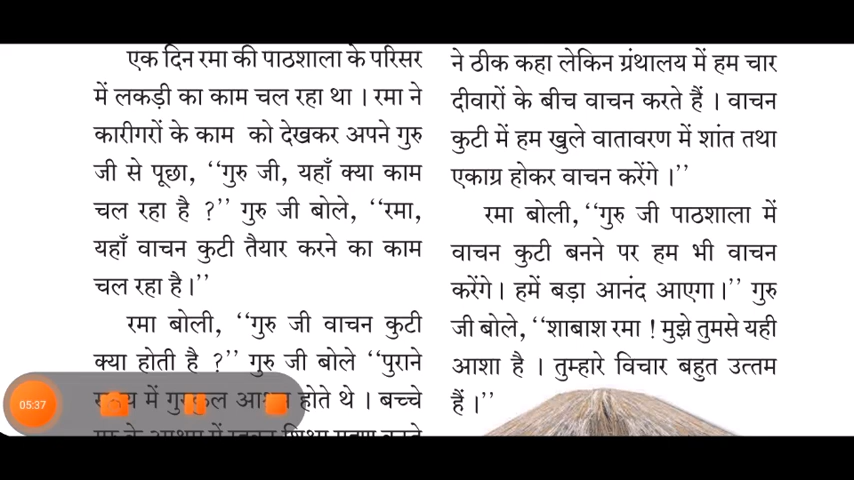 एक दिन रमा की पाठशाला के परिसर
में लकड़ी का काम चल रहा था । रमा ने
कारीगरों के काम को देखकर अपने गुरु
जी से पूछा, ‘‘गुरु जी, यहाँ क्या काम
चल रहा है ?’’ गुरु जी बोले, ‘‘रमा,
यहाँ वाचन कुटी तैयार करने का काम
चल रहा है।’’
रमा बोली, ‘‘गुरु जी वाचन कुटी
क्या होती है ?’’ गुरु जी बोले ‘‘पुराने
में होते थे । बच्चे
05:37
ने ठीक कहा लेकिन ग्रंथालय में हम चार
दीवारों के बीच वाचन करते हैं । वाचन
कुटी में हम खुले वातावरण में शांत तथा
एकाग्र होकर वाचन करेंगे ।’’
रमा बोली, ‘‘गुरु जी पाठशाला में
वाचन कुटी बनने पर हम भी वाचन
करेंगे। हमें बड़ा आनंद आएगा।’’ गुरु
जी बोले, ‘‘शाबाश रमा ! मुझे तुमसे यही
आशा है । तुम्हारे विचार बहुत उत्तम
हैं ।’’